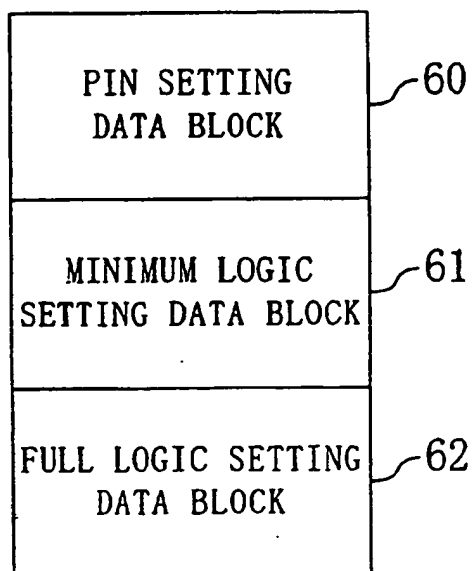 PIN SETTING
DATA BLOCK
60
MINIMUM LOGIC
SETTING DATA BLOCK
61
FULL LOGIC SETTING
DATA BLOCK
62